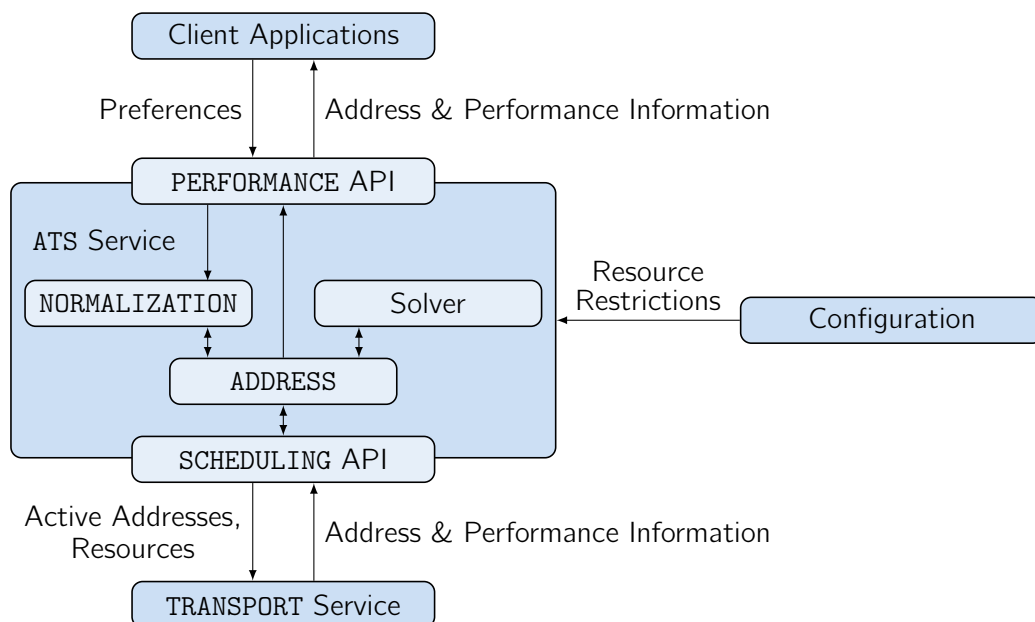 Client Applications
Preferences
Address & Performance Information
PERFORMANCE API
ATS Service
NORMALIZATION
Solver
Resource
Restrictions
Configuration
ADDRESS
SCHEDULING API
Active Addresses,
Resources
Address & Performance Information
TRANSPORT Service